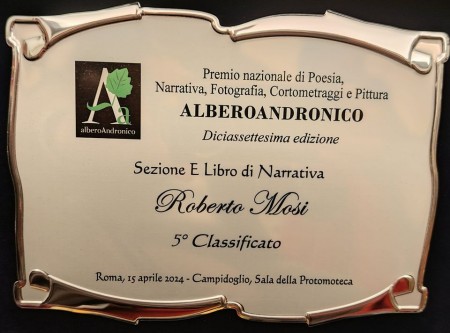 Premio nazionale di Poesia,
Narrativa, Fotografia, Cortometraggi e Pittura
ALBEROANDRONICO
Diciassettesima edizione
Aa
alberoAndronico
Sezione E Libro di Narrativa
Roberto Mosi
5° Classificato
Roma, 15 aprile 2024 - Campidoglio, Sala della Protomoteca